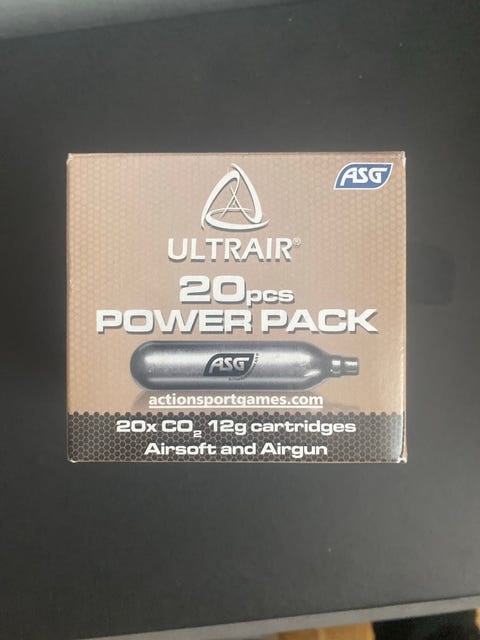 ASG
ULTRAIR®
20pcs
POWER PACK
ASG
actionsportgames.com
20x CO₂ 12g cartridges
Airsoft and Airgun